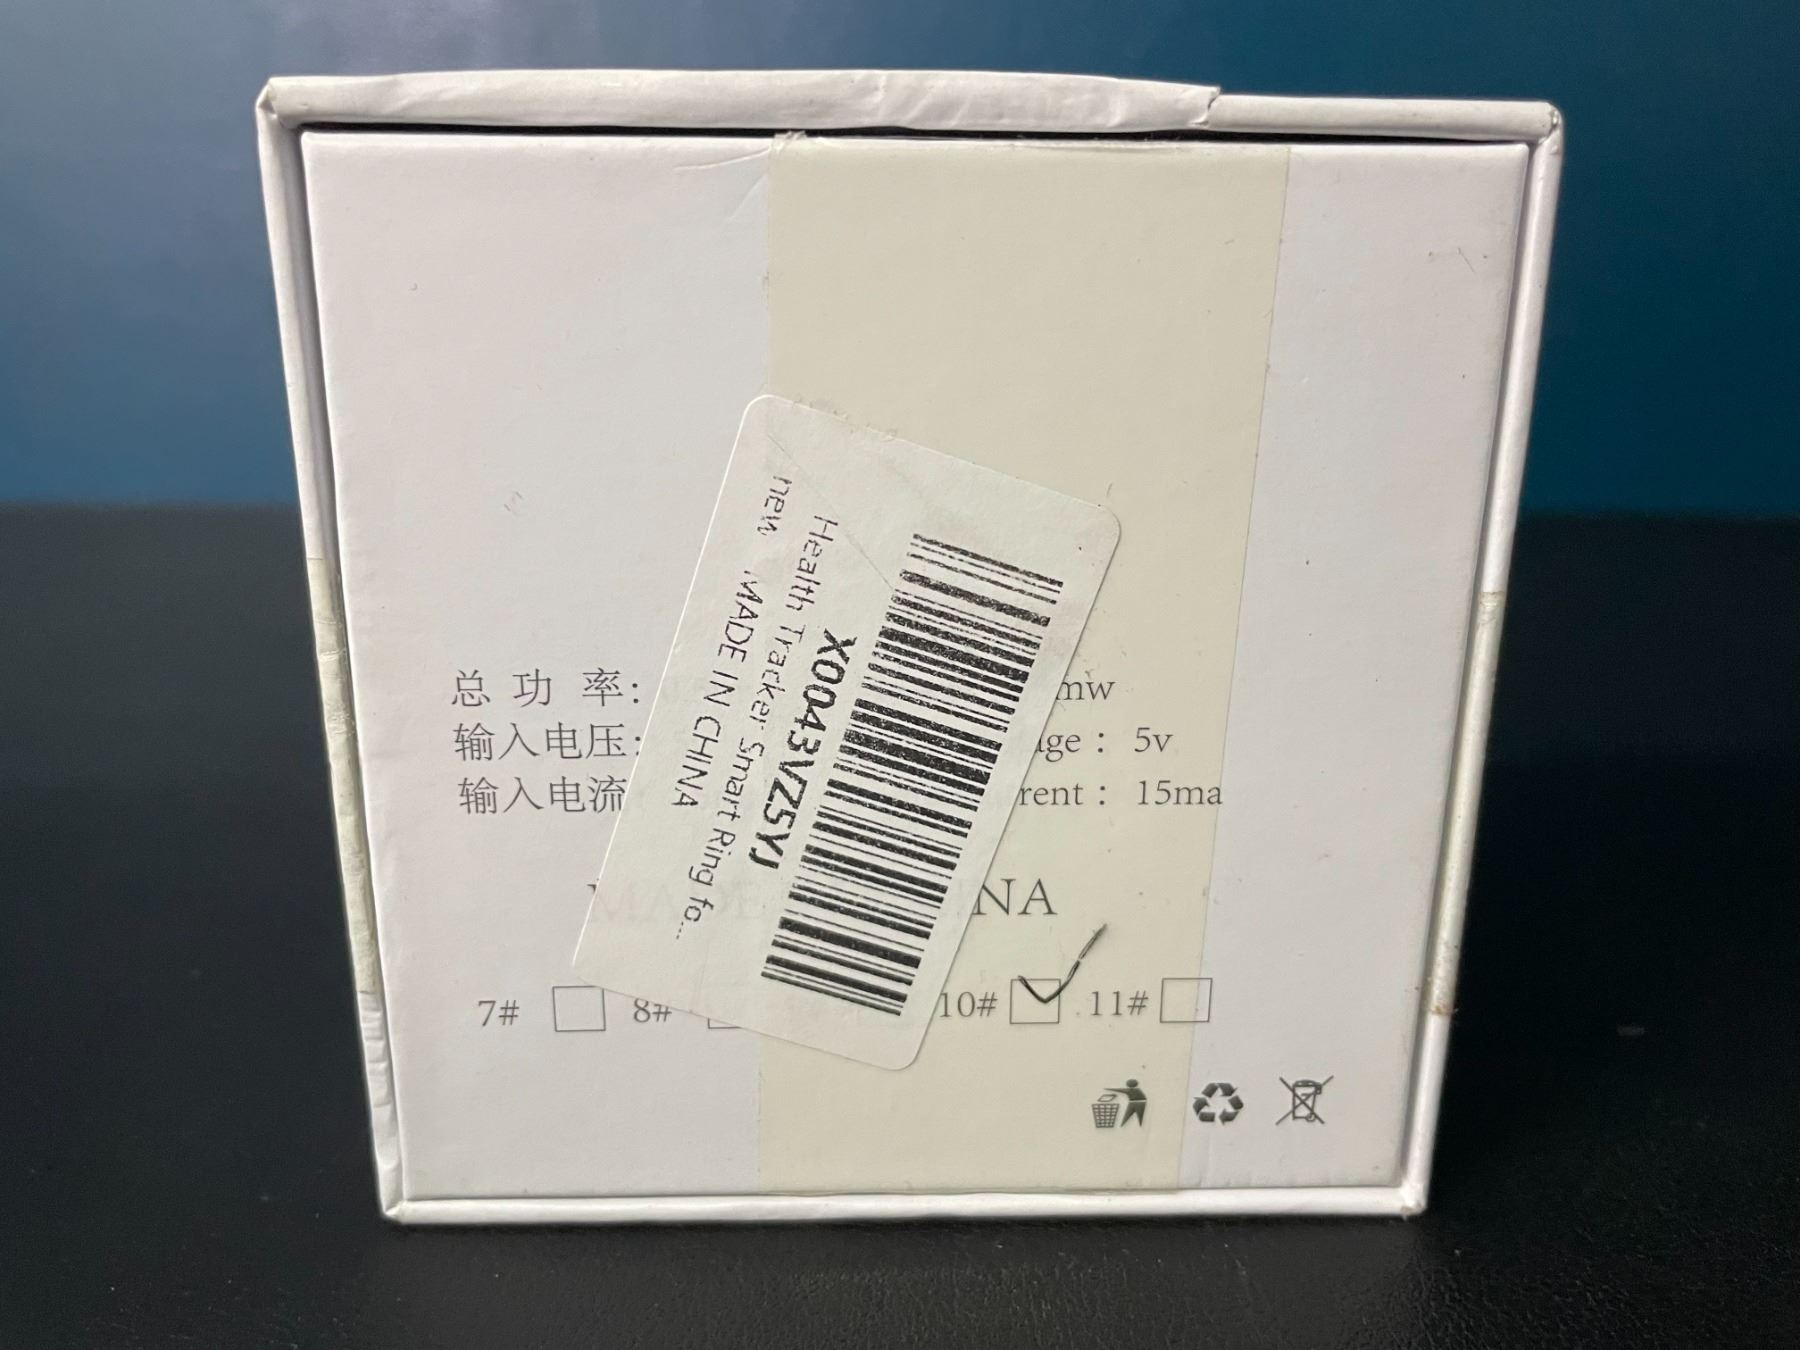 总 功 率:
mw
输入电压:
age : 5v
输入电流
rent : 15ma
NA
7#
8#
10#
11#
X0043VZ5YJ
Health Tracker Smart Ring fo...
new MADE IN CHINA